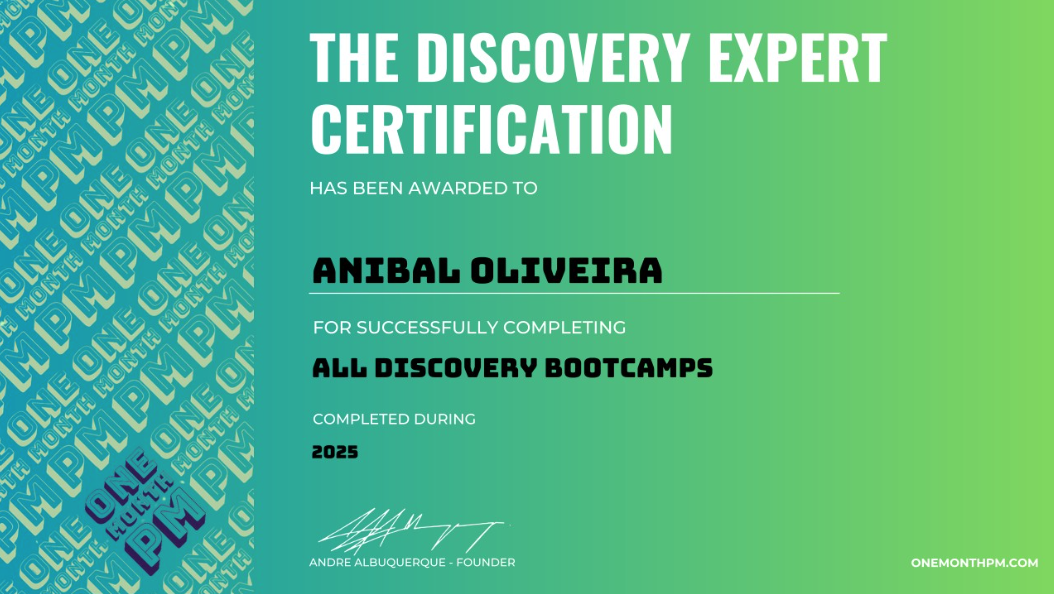 THE DISCOVERY EXPERT
CERTIFICATION
HAS BEEN AWARDED TO
ANIBAL OLIVEIRA
FOR SUCCESSFULLY COMPLETING
ALL DISCOVERY BOOTCAMPS
COMPLETED DURING
2025
ONE
MONTH
PM
ANDRE ALBUQUERQUE - FOUNDER
ONEMONTHPM.COM